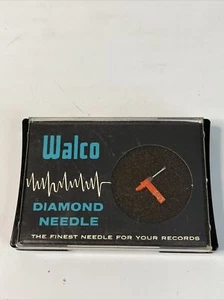 Walco
DIAMOND
NEEDLE
THE FINEST NEEDLE FOR YOUR RECORDS